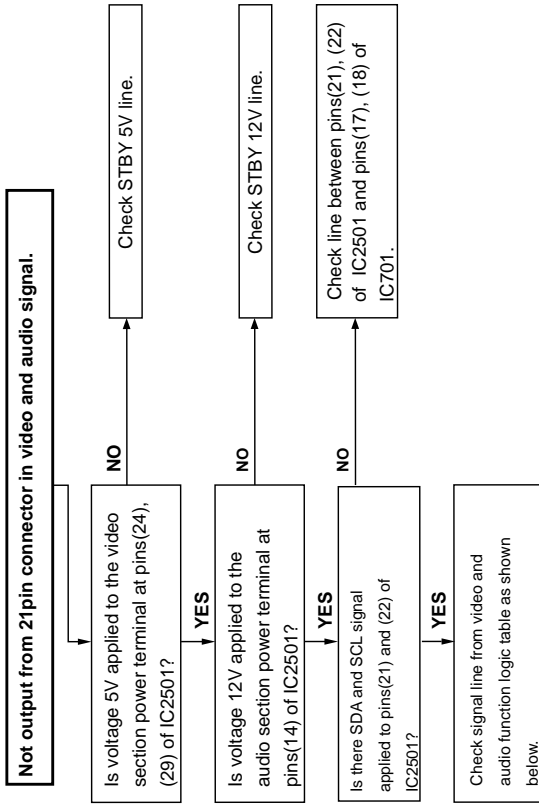 Not output from 21pin connector in video and audio signal.
Is voltage 5V applied to the video
section power terminal at pins(24),
(29) of IC2501?
NO
Check STBY 5V line.
YES
Is voltage 12V applied to the
audio section power terminal at
pins(14) of IC2501?
NO
Check STBY 12V line.
YES
Is there SDA and SCL signal
applied to pins(21) and (22) of
IC2501?
NO
Check line between pins(21), (22)
of IC2501 and pins(17), (18) of
IC701.
YES
Check signal line from video and
audio function logic table as shown
below.